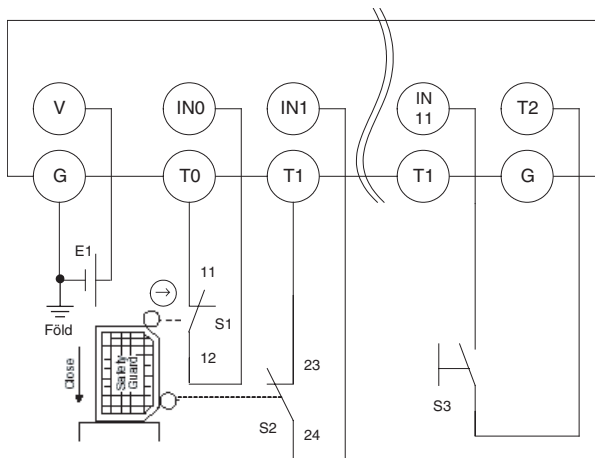 V
IN0
IN1
IN
11
T2
G
T0
T1
T1
G
E1
11
S1
Föld
12
Close
Safety
Guard
23
S2
24
S3